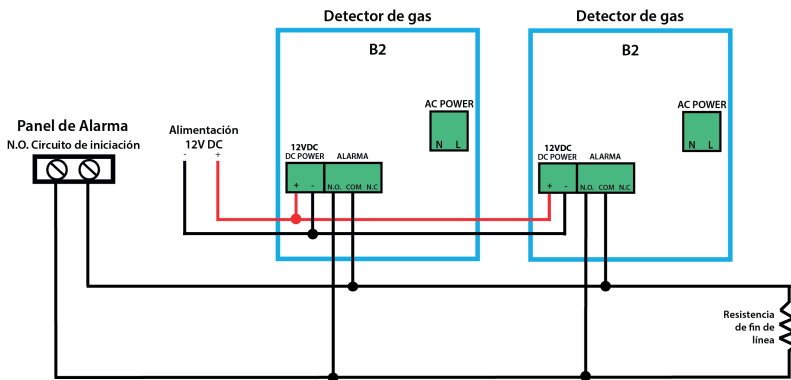 Detector de gas
Detector de gas
B2
B2
AC POWER
N L
AC POWER
N L
Panel de Alarma
N.O. Circuito de iniciación
Alimentación
12V DC
- +
12VDC
DC POWER
ALARMA
+ - N.O. COM N.C
12VDC
DC POWER
ALARMA
+ - N.O. COM N.C
Resistencia
de fin de
línea